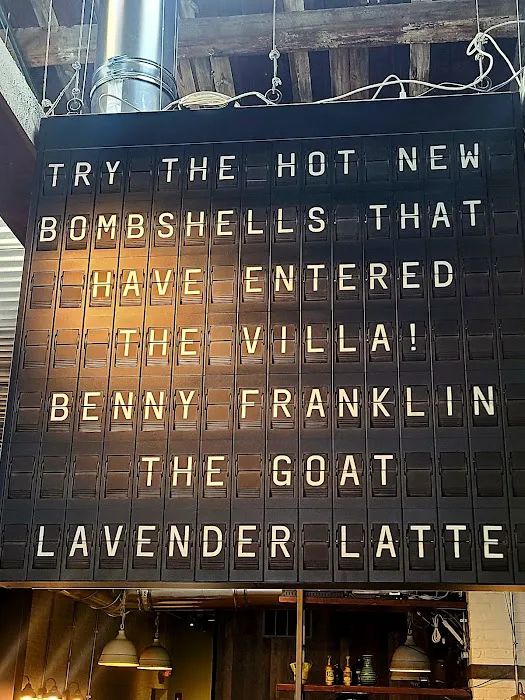 TRY THE HOT NEW
BOMBSHELLS THAT
HAVE ENTERED
THE VILLA!
BENNY FRANKLIN
THE GOAT
LAVENDER LATTE